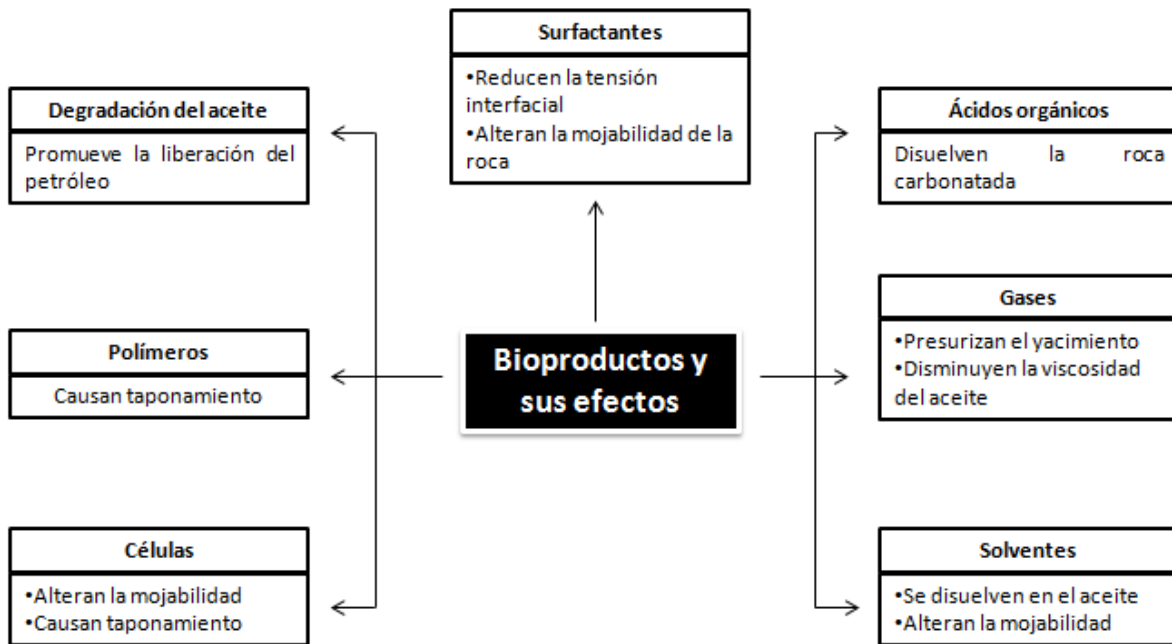 Surfactantes
•Reducen la tensión
interfacial
•Alteran la mojabilidad de la
roca
Degradación del aceite
Promueve la liberación del
petróleo
Ácidos orgánicos
Disuelven la roca
carbonatada
Gases
•Presurizan el yacimiento
•Disminuyen la viscosidad
del aceite
Polímeros
Causan taponamiento
Bioproductos y
sus efectos
Células
•Alteran la mojabilidad
•Causan taponamiento
Solventes
•Se disuelven en el aceite
•Alteran la mojabilidad